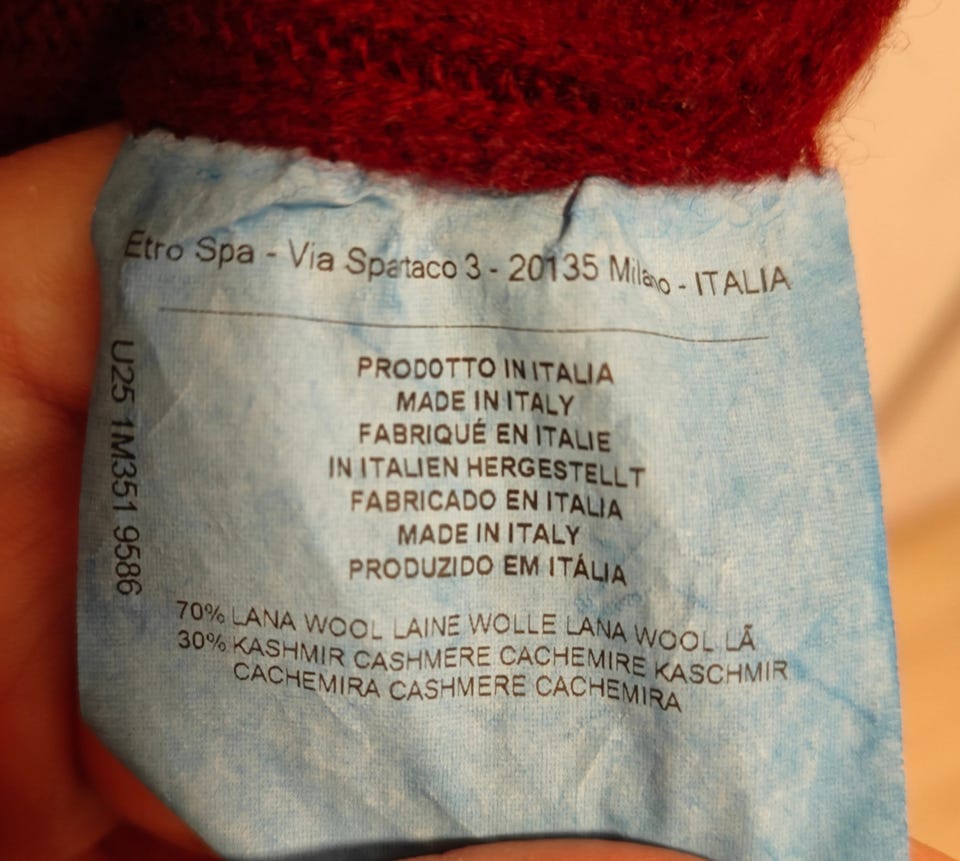 Etro Spa - Via Spartaco 3 - 20135 Milano - ITALIA
PRODOTTO IN ITALIA
MADE IN ITALY
FABRIQUÉ EN ITALIE
IN ITALIEN HERGESTELLT
FABRICADO EN ITALIA
MADE IN ITALY
PRODUZIDO EM ITÁLIA
70% LANA WOOL LAINE WOLLE LANA WOOL LÃ
30% KASHMIR CASHMERE CACHEMIRE KASCHMIR
CACHEMIRA CASHMERE CACHEMIRA
U25 1M351 9586